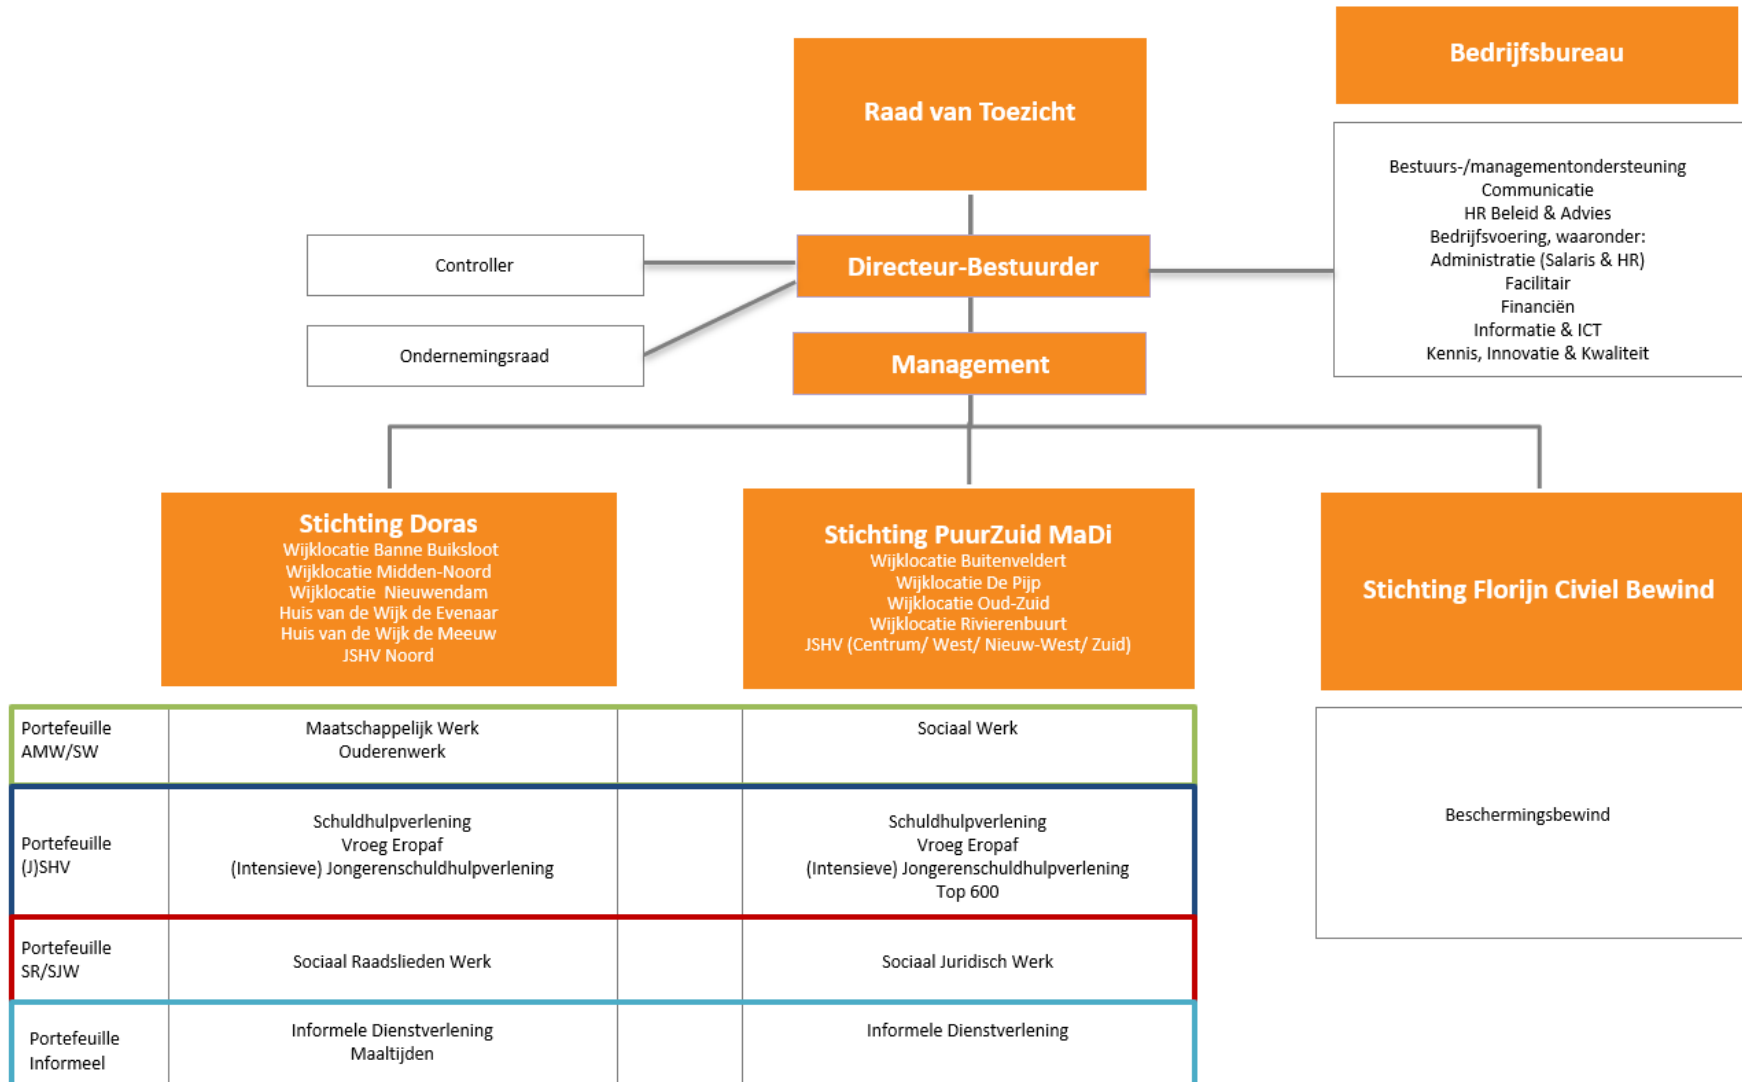 Bedrijfsbureau
Raad van Toezicht
Bestuurs-/managementondersteuning
Communicatie
HR Beleid & Advies
Bedrijfsvoering, waaronder:
Administratie (Salaris & HR)
Facilitair
Financiën
Informatie & ICT
Kennis, Innovatie & Kwaliteit
Controller
Directeur-Bestuurder
Ondernemingsraad
Management
Stichting Doras
Wijklocatie Banne Buiksloot
Wijklocatie Midden-Noord
Wijklocatie Nieuwendam
Huis van de Wijk de Evenaar
Huis van de Wijk de Meeuw
JSHV Noord
Stichting PuurZuid MaDi
Wijklocatie Buitenveldert
Wijklocatie De Pijp
Wijklocatie Oud-Zuid
Wijklocatie Rivierenbuurt
JSHV (Centrum/ West/ Nieuw-West/ Zuid)
Stichting Florijn Civiel Bewind
Portefeuille
AMW/SW
Maatschappelijk Werk
Ouderenwerk
Sociaal Werk
Portefeuille
(J)SHV
Schuldhulpverlening
Vroeg Eropaf
(Intensieve) Jongerenschuldhulpverlening
Schuldhulpverlening
Vroeg Eropaf
(Intensieve) Jongerenschuldhulpverlening
Top 600
Beschermingsbewind
Portefeuille
SR/SJW
Sociaal Raadslieden Werk
Sociaal Juridisch Werk
Portefeuille
Informeel
Informele Dienstverlening
Maaltijden
Informele Dienstverlening